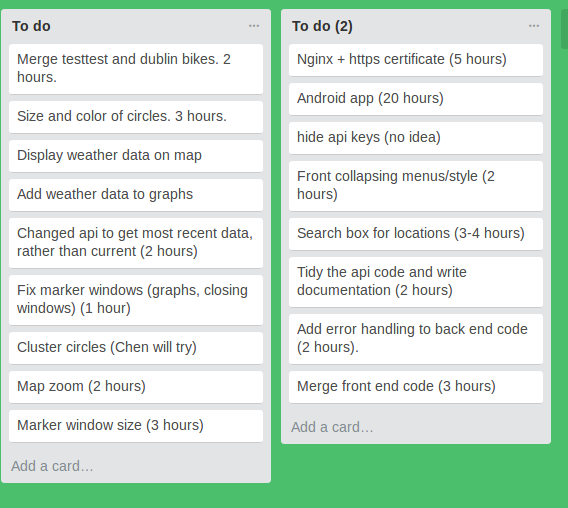 To do
Merge testtest and dublin bikes. 2
hours.
Size and color of circles. 3 hours.
Display weather data on map
Add weather data to graphs
Changed api to get most recent data,
rather than current (2 hours)
Fix marker windows (graphs, closing
windows) (1 hour)
Cluster circles (Chen will try)
Map zoom (2 hours)
Marker window size (3 hours)
Add a card…
To do (2)
Nginx + https certificate (5 hours)
Android app (20 hours)
hide api keys (no idea)
Front collapsing menus/style (2
hours)
Search box for locations (3-4 hours)
Tidy the api code and write
documentation (2 hours)
Add error handling to back end code
(2 hours).
Merge front end code (3 hours)
Add a card…